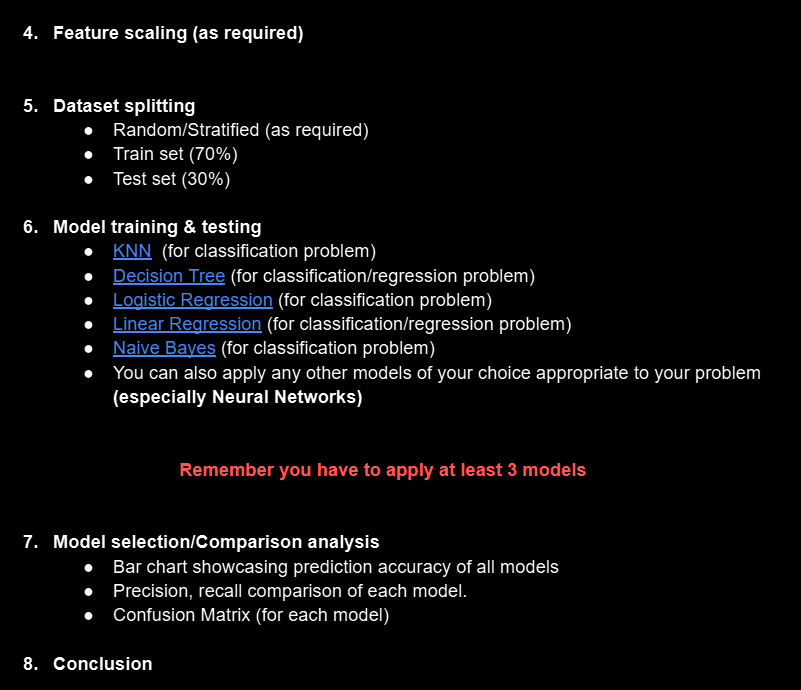 4. Feature scaling (as required)
5. Dataset splitting
● Random/Stratified (as required)
● Train set (70%)
● Test set (30%)
6. Model training & testing
● KNN (for classification problem)
● Decision Tree (for classification/regression problem)
● Logistic Regression (for classification problem)
● Linear Regression (for classification/regression problem)
● Naive Bayes (for classification problem)
● You can also apply any other models of your choice appropriate to your problem
(especially Neural Networks)
Remember you have to apply at least 3 models
7. Model selection/Comparison analysis
● Bar chart showcasing prediction accuracy of all models
● Precision, recall comparison of each model.
● Confusion Matrix (for each model)
8. Conclusion